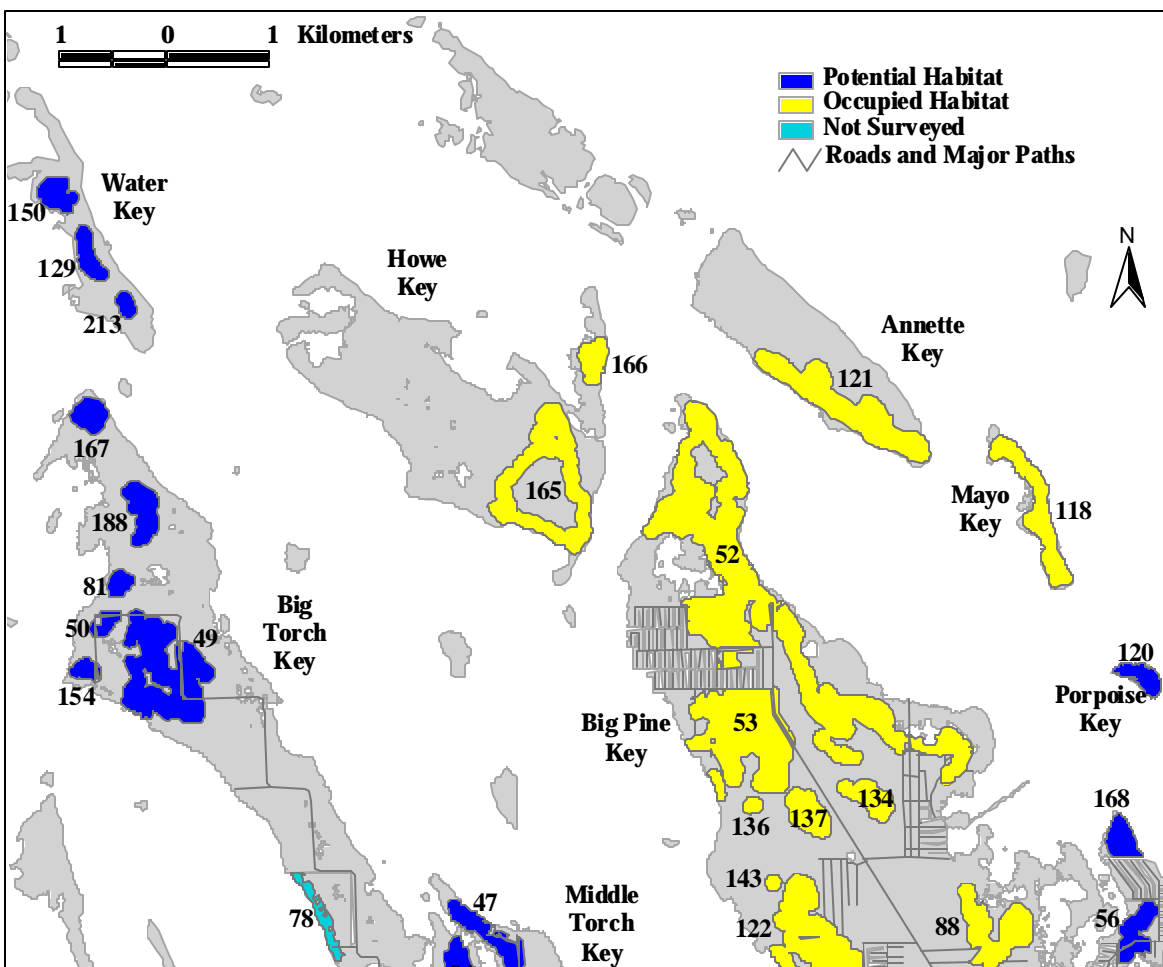 1 0 1 Kilometers
Potential Habitat
Occupied Habitat
Not Surveyed
Roads and Major Paths
N
Water
Key
150
129
213
Howe
Key
166
Annette
Key
121
167
165
188
Mayo
Key
118
52
81
50
49
Big
Torch
Key
154
120
Porpoise
Key
Big Pine
Key
53
134
136
137
168
143
122
88
56
47
78
Middle
Torch
Key